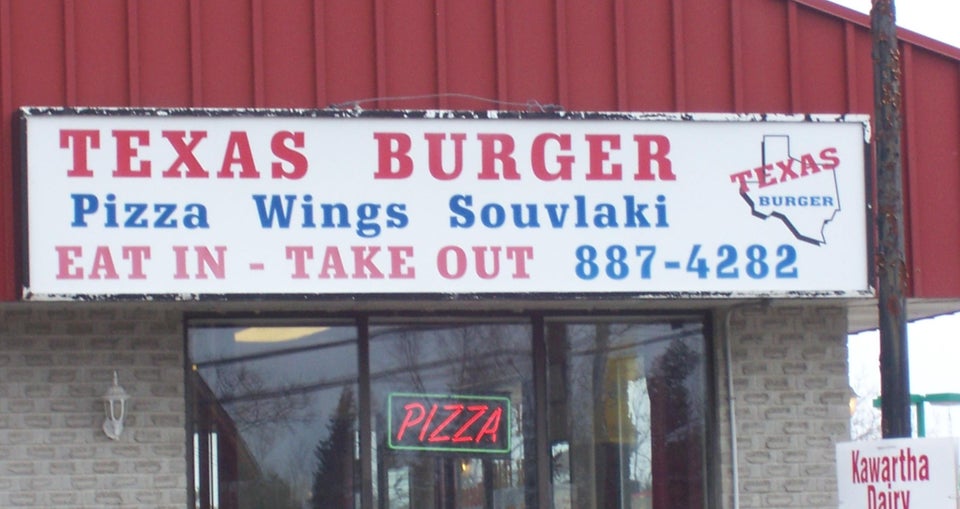 TEXAS BURGER
Pizza Wings Souvlaki
EAT IN - TAKE OUT 887-4282
TEXAS
BURGER
PIZZA
Kawartha
Dairy